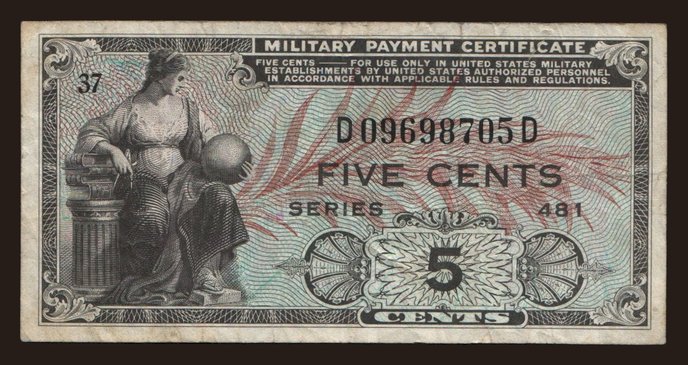 MILITARY PAYMENT CERTIFICATE
FIVE CENTS — FOR USE ONLY IN UNITED STATES MILITARY
ESTABLISHMENTS BY UNITED STATES AUTHORIZED PERSONNEL
IN ACCORDANCE WITH APPLICABLE RULES AND REGULATIONS.
37
D09698705D
FIVE CENTS
SERIES 481
5
CENTS